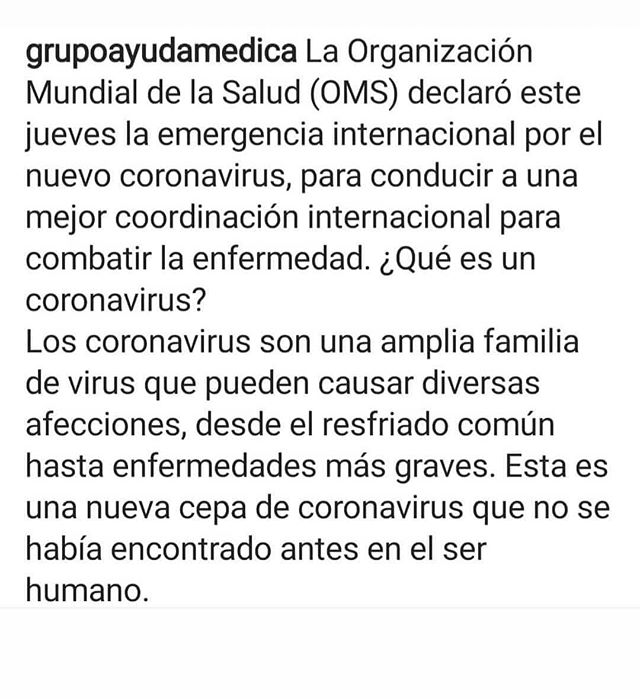 grupoayudamedica La Organización
Mundial de la Salud (OMS) declaró este
jueves la emergencia internacional por el
nuevo coronavirus, para conducir a una
mejor coordinación internacional para
combatir la enfermedad. ¿Qué es un
coronavirus?
Los coronavirus son una amplia familia
de virus que pueden causar diversas
afecciones, desde el resfriado común
hasta enfermedades más graves. Esta es
una nueva cepa de coronavirus que no se
había encontrado antes en el ser
humano.